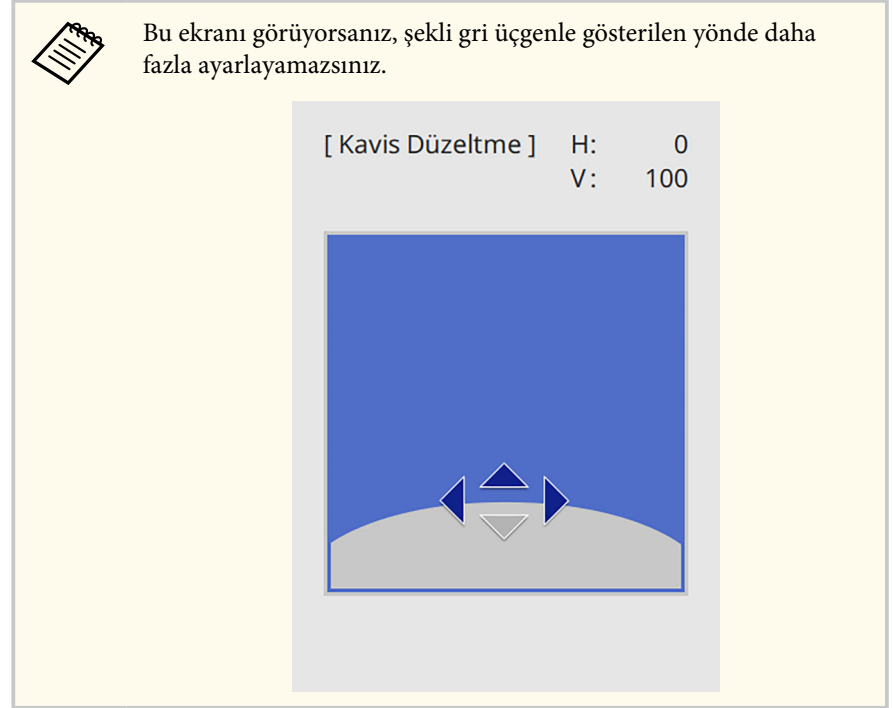 Bu ekranı görüyorsanız, şekli gri üçgenle gösterilen yönde daha
fazla ayarlayamazsınız.
[ Kavis Düzeltme ] H: 0
V: 100